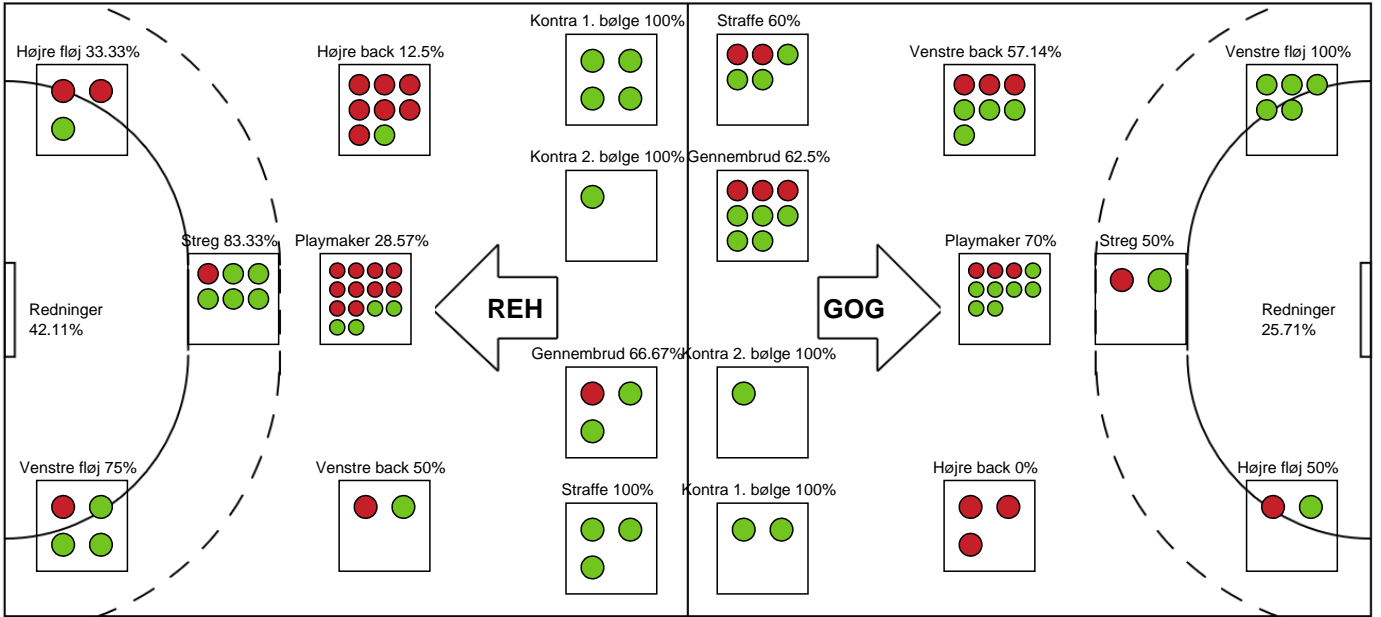 Kontra 1. bølge 100%
Straffe 60%
Højre fløj 33.33%
Højre back 12.5%
Venstre back 57.14%
Venstre fløj 100%
Kontra 2. bølge 100%
Gennembrud 62.5%
Streg 83.33%
Playmaker 28.57%
Playmaker 70%
Streg 50%
REH
GOG
Redninger
42.11%
Redninger
25.71%
Gennembrud 66.67%
Kontra 2. bølge 100%
Venstre fløj 75%
Venstre back 50%
Højre back 0%
Højre fløj 50%
Straffe 100%
Kontra 1. bølge 100%